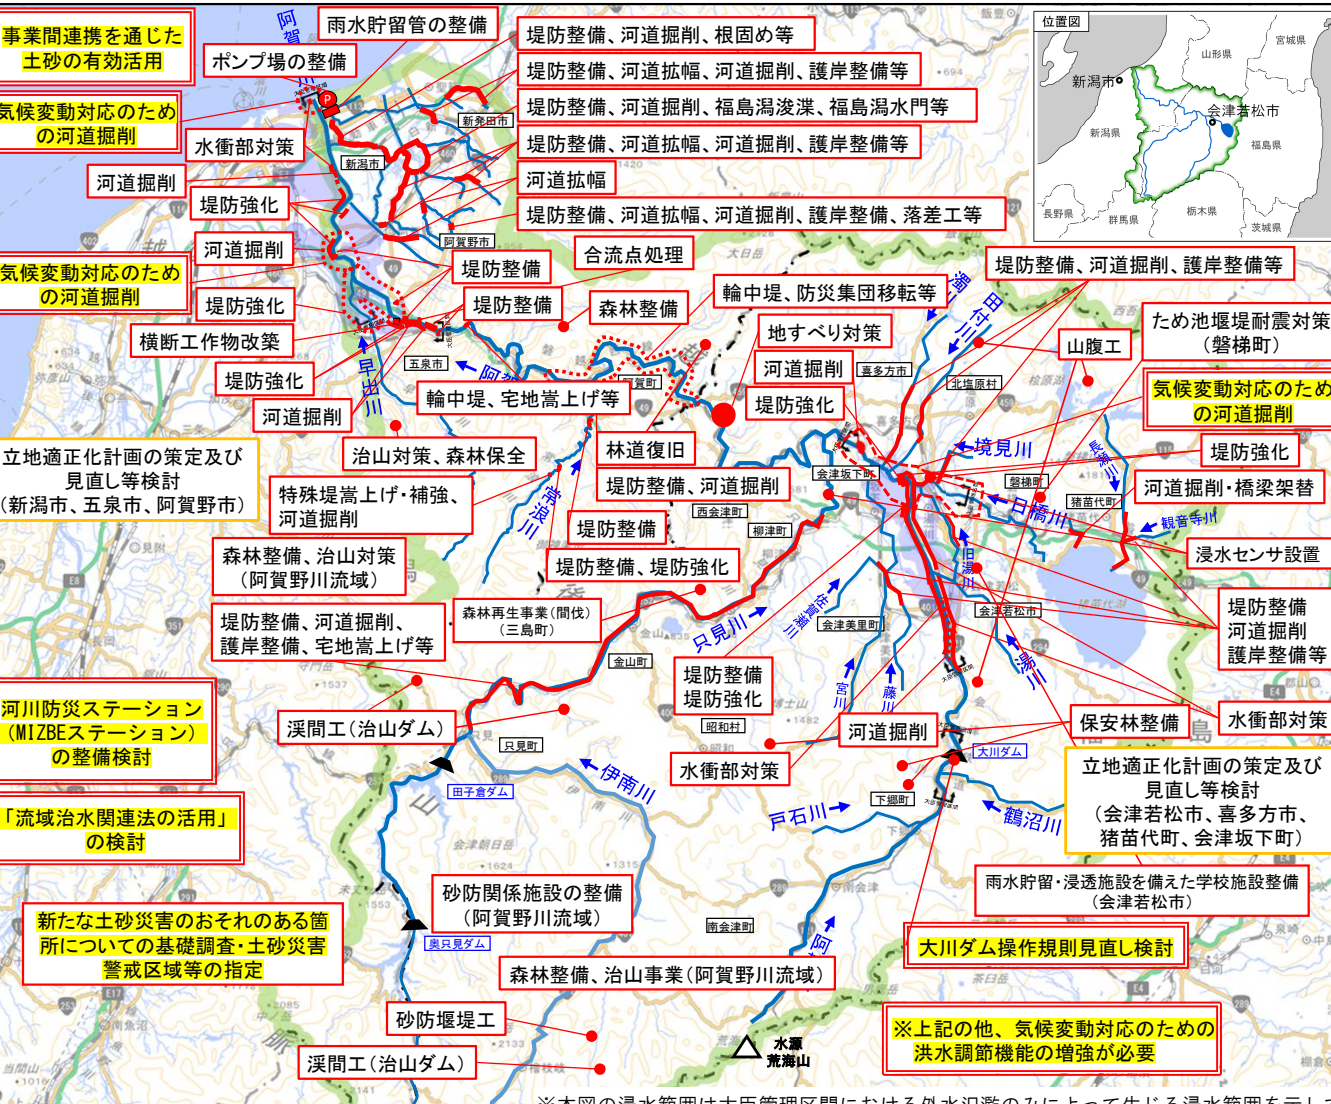 事業間連携を通じた
土砂の有効活用
気候変動対応のため
の河道掘削
雨水貯留管の整備
ポンプ場の整備
水衝部対策
河道掘削
堤防強化
河道掘削
気候変動対応のため
の河道掘削
堤防強化
横断工作物改築
堤防強化
河道掘削
堤防整備、河道掘削、根固め等
堤防整備、河道拡幅、河道掘削、護岸整備等
堤防整備、河道掘削、福島潟浚渫、福島潟水門等
堤防整備、河道拡幅、河道掘削、護岸整備等
河道拡幅
堤防整備、河道拡幅、河道掘削、護岸整備、落差工等
新発田市
新潟市
阿賀野市
位置図
新潟市
会津若松市
山形県
宮城県
新潟県
福島県
長野県
群馬県
栃木県
茨城県
合流点処理
堤防整備
堤防整備
森林整備
輪中堤、防災集団移転等
地すべり対策
河道掘削
堤防強化
堤防整備、河道掘削、護岸整備等
濁川
田付川
山腹工
ため池堰堤耐震対策
(磐梯町)
気候変動対応のため
の河道掘削
喜多方市
北塩原村
五泉市
阿賀町
早出川
輪中堤、宅地嵩上げ等
治山対策、森林保全
林道復旧
堤防整備、河道掘削
会津坂下町
境見川
長瀬川
堤防強化
河道掘削・橋梁架替
磐梯町
猪苗代町
日橋川
観音寺川
浸水センサ設置
立地適正化計画の策定及び
見直し等検討
(新潟市、五泉市、阿賀野市)
特殊堤嵩上げ・補強、
河道掘削
常浪川
堤防整備
西会津町
柳津町
堤防整備、堤防強化
森林整備、治山対策
(阿賀野川流域)
旧湯川
堤防整備、河道掘削、
護岸整備、宅地嵩上げ等
森林再生事業(間伐)
(三島町)
只見川
佐賀瀬川
会津美里町
会津若松市
堤防整備
河道掘削
護岸整備等
金山町
堤防整備
堤防強化
宮川
藤川
湯川
河川防災ステーション
(MIZBEステーション)
の整備検討
渓間工(治山ダム)
只見町
昭和村
河道掘削
保安林整備
水衝部対策
水衝部対策
大川ダム
田子倉ダム
伊南川
戸石川
下郷町
鶴沼川
立地適正化計画の策定及び
見直し等検討
(会津若松市、喜多方市、
猪苗代町、会津坂下町)
「流域治水関連法の活用」
の検討
砂防関係施設の整備
(阿賀野川流域)
雨水貯留・浸透施設を備えた学校施設整備
(会津若松市)
新たな土砂災害のおそれのある箇
所についての基礎調査・土砂災害
警戒区域等の指定
奥只見ダム
南会津町
大川ダム操作規則見直し検討
森林整備、治山事業(阿賀野川流域)
砂防堰堤工
渓間工(治山ダム)
水源
荒海山
※上記の他、気候変動対応のための
洪水調節機能の増強が必要